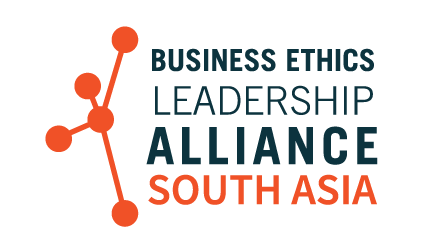 BUSINESS ETHICS
LEADERSHIP
ALLIANCE
SOUTH ASIA